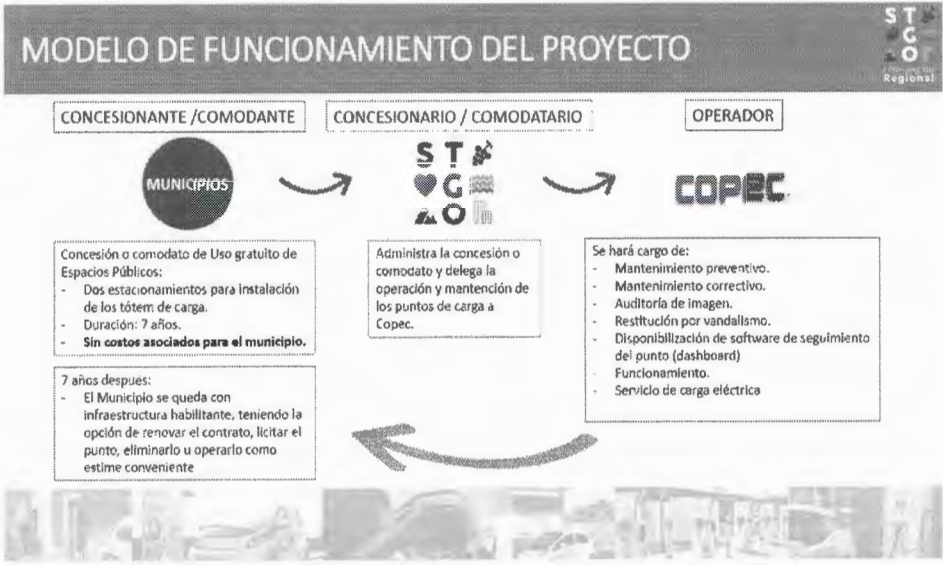 MODELO DE FUNCIONAMIENTO DEL PROYECTO
S T
G
O
Regional
CONCESIONANTE /COMODANTE
CONCESIONARIO / COMODATARIO
OPERADOR
MUNICIPIOS
S T
G
O
COPEC
Concesión o comodato de Uso gratuito de
Espacios Públicos:
- Dos estacionamientos para instalación
de los tótem de carga.
- Duración: 7 años.
- Sin costos asociados para el municipio.
Administra la concesión o
comodato y delega la
operación y mantención de
los puntos de carga a
Copec.
Se hará cargo de:
- Mantenimiento preventivo.
- Mantenimiento correctivo.
- Auditoría de imagen.
- Restitución por vandalismo.
- Disponibilización de software de seguimiento
del punto (dashboard)
- Funcionamiento.
- Servicio de carga eléctrica
7 años después:
- El Municipio se queda con
infraestructura habilitante, teniendo la
opción de renovar el contrato, licitar el
punto, eliminarlo u operarlo como
estime conveniente